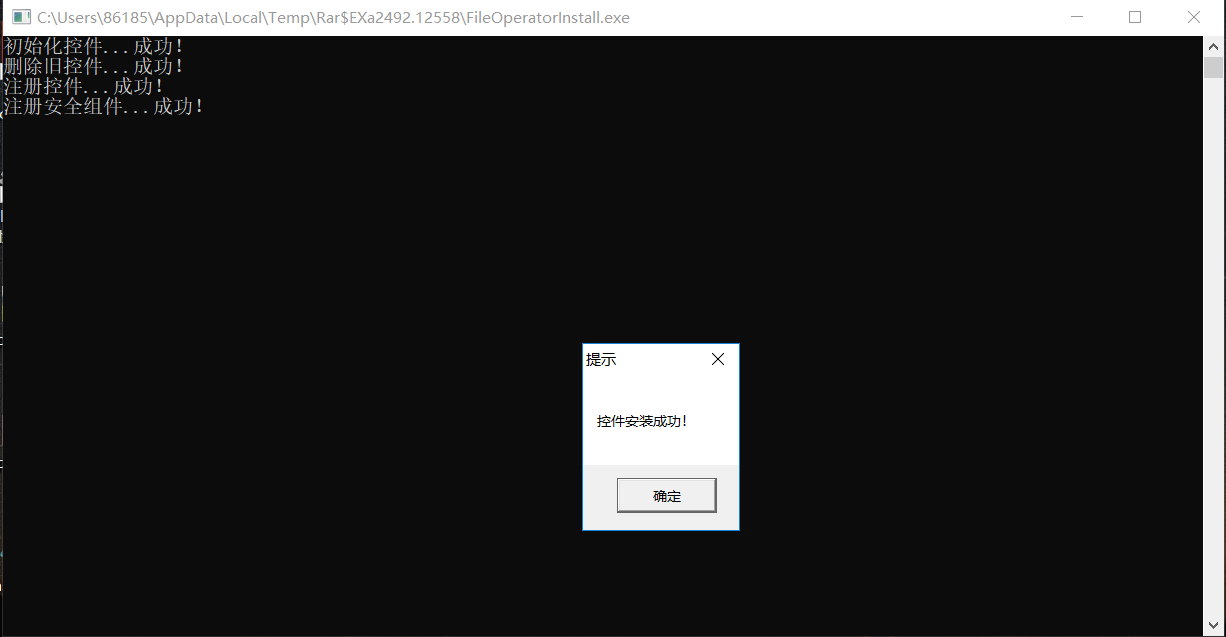 C:\Users\86185\AppData\Local\Temp\Rar$EXa2492.12558\FileOperatorInstall.exe
初始化控件...成功!
删除旧控件...成功!
注册控件...成功!
注册安全组件...成功!
提示
控件安装成功!
确定